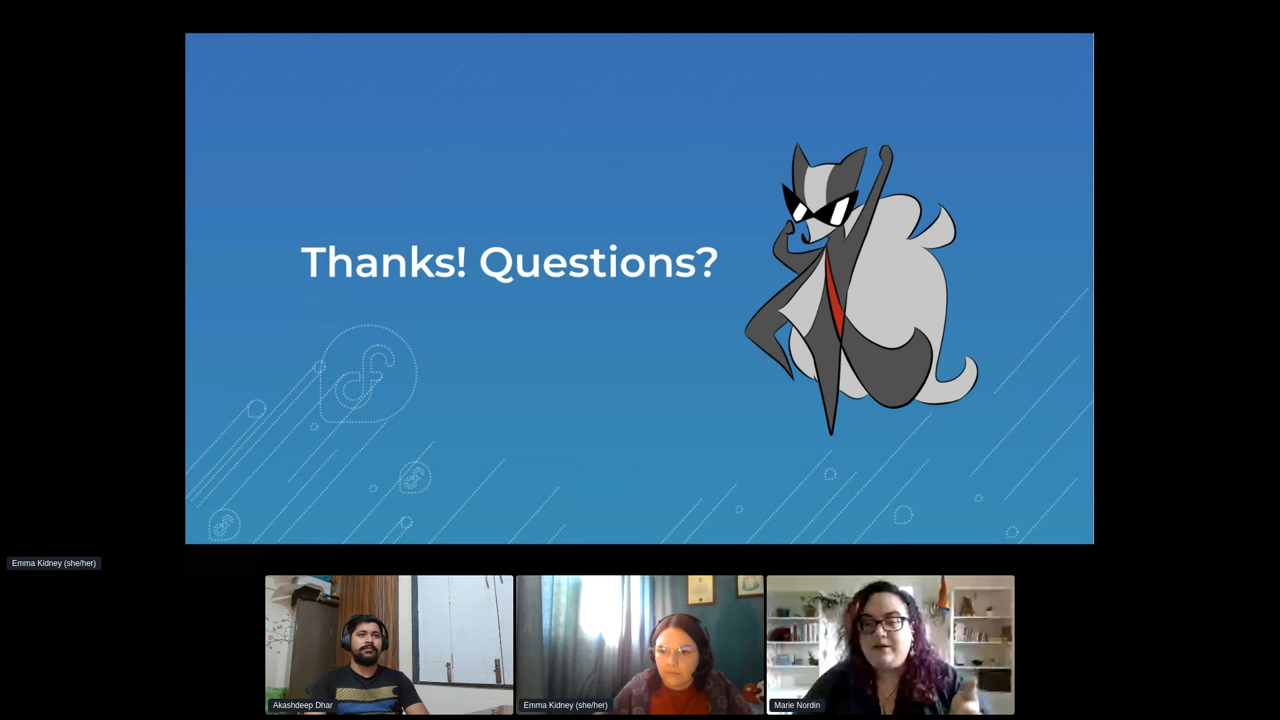 Thanks! Questions?
Emma Kidney (she/her)
Akashdeep Dhar
Emma Kidney (she/her)
Marie Nordin